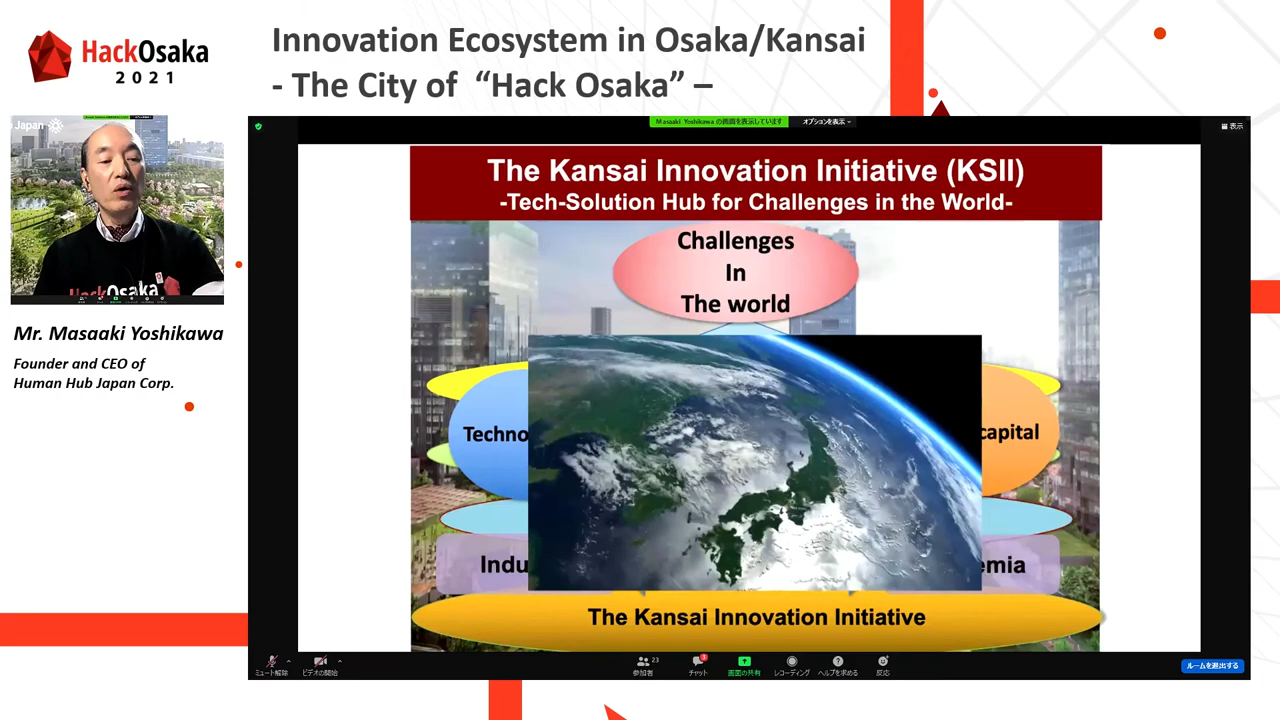 HackOsaka
2021
Innovation Ecosystem in Osaka/Kansai
- The City of “Hack Osaka” –
Japan
HackOsaka
Mr. Masaaki Yoshikawa
Founder and CEO of
Human Hub Japan Corp.
Masaaki Yoshikawa の画面を表示しています
オプションを表示
表示
The Kansai Innovation Initiative (KSII)
-Tech-Solution Hub for Challenges in the World-
Challenges
In
The world
Techno
capital
Indu
emia
The Kansai Innovation Initiative
ミュート解除
ビデオの開始
23
参加者
3
チャット
画面の共有
レコーディング
ヘルプを求める
反応
ルームを退出する